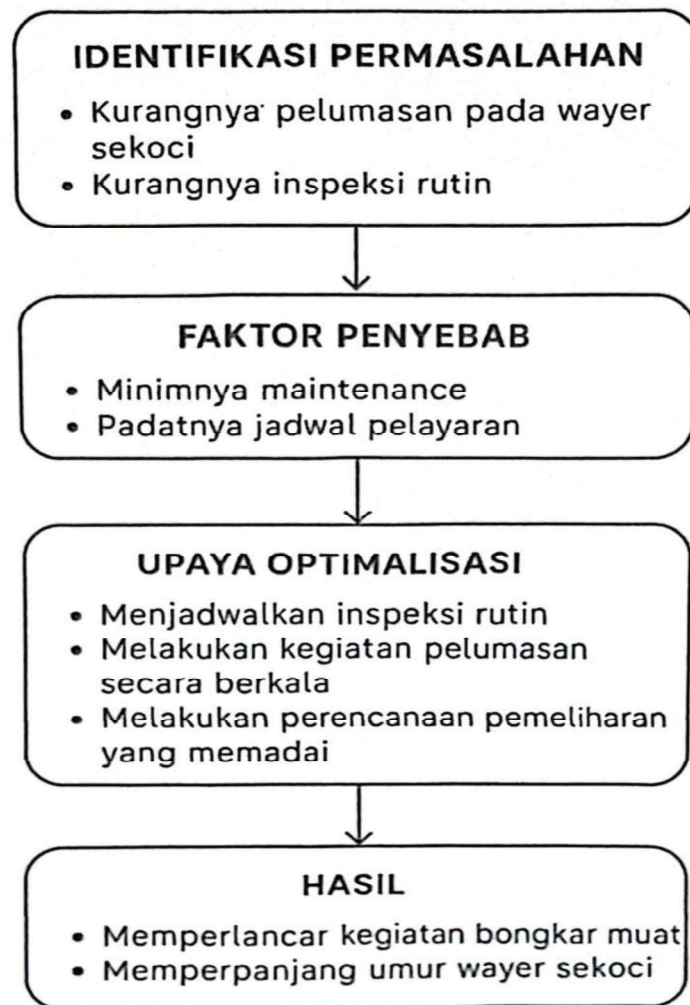 IDENTIFIKASI PERMASALAHAN
• Kurangnya pelumasan pada wayer
sekoci
• Kurangnya inspeksi rutin
FAKTOR PENYEBAB
• Minimnya maintenance
• Padatnya jadwal pelayaran
UPAYA OPTIMALISASI
• Menjadwalkan inspeksi rutin
• Melakukan kegiatan pelumasan
secara berkala
• Melakukan perencanaan pemeliharan
yang memadai
HASIL
• Memperlancar kegiatan bongkar muat
• Memperpanjang umur wayer sekoci